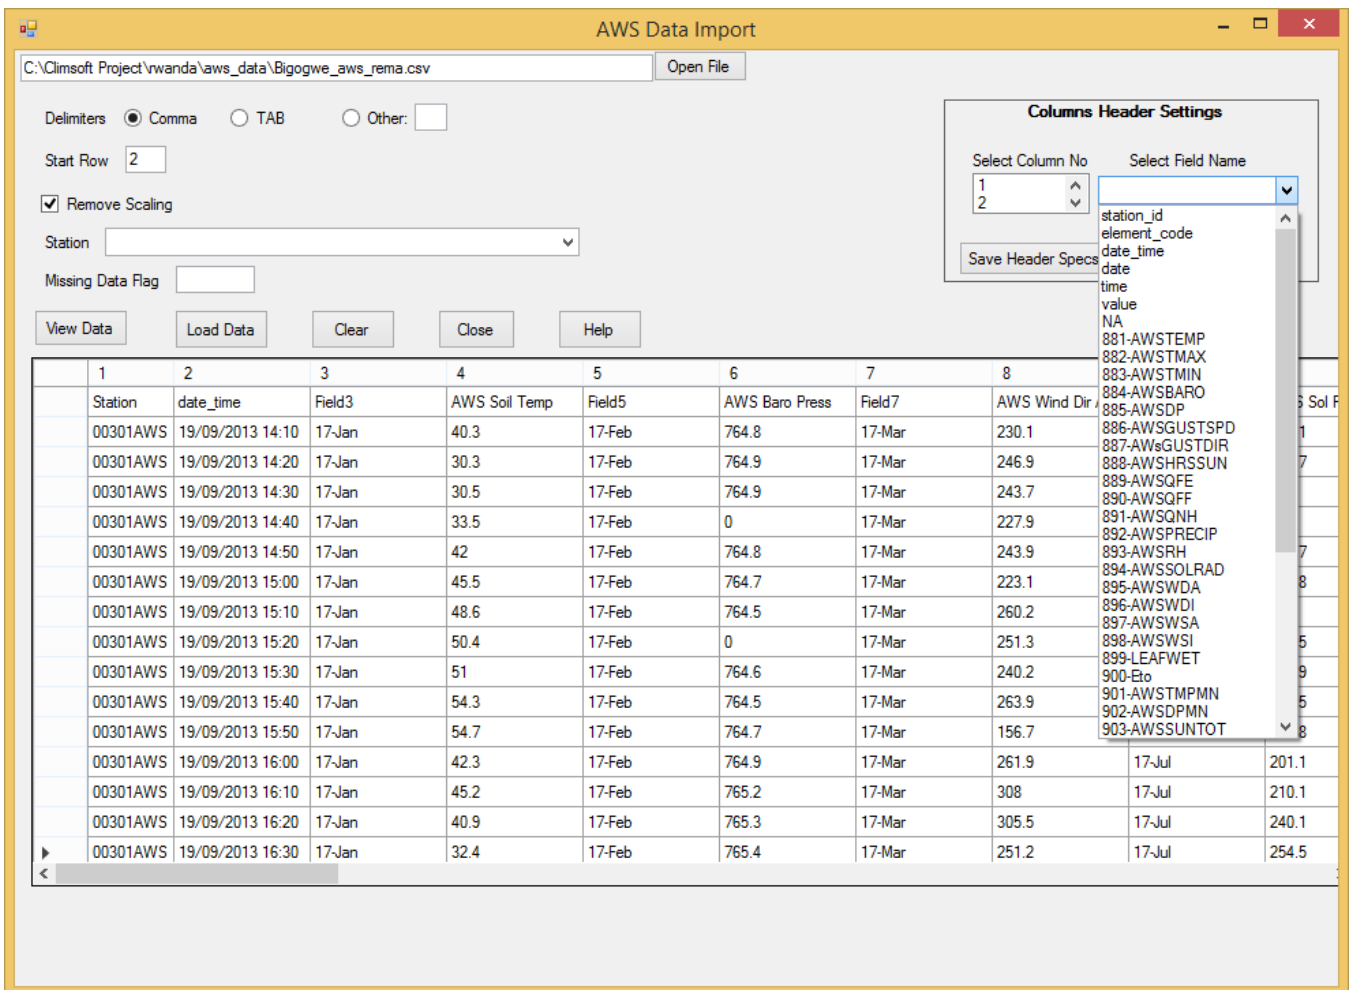 AWS Data Import
C:\Climsoft Project\rwanda\aws_data\Bigogwe_aws_rema.csv Open File
Delimiters Comma TAB Other:
Start Row 2
Remove Scaling
Station
Missing Data Flag
Columns Header Settings
Select Column No Select Field Name
1
2
Save Header Specs
station_id
element_code
date_time
date
time
value
NA
881-AWSTEMP
882-AWSTMAX
883-AWSTMIN
884-AWSBARO
885-AWSDP
886-AWSGUSTSPD
887-AWsGUSTDIR
888-AWSHRSSUN
889-AWSQFE
890-AWSQFF
891-AWSQNH
892-AWSPRECIP
893-AWSRH
894-AWSSOLRAD
895-AWSWDA
896-AWSWDI
897-AWSWSA
898-AWSWSI
899-LEAFWET
900-Eto
901-AWSTMPMN
902-AWSDPMN
903-AWSSUNTOT
View Data Load Data Clear Close Help
1 2 3 4 5 6 7 8
Station date_time Field3 AWS Soil Temp Field5 AWS Baro Press Field7 AWS Wind Dir Sol
00301AWS 19/09/2013 14:10 17-Jan 40.3 17-Feb 764.8 17-Mar 230.1 1
00301AWS 19/09/2013 14:20 17-Jan 30.3 17-Feb 764.9 17-Mar 246.9 7
00301AWS 19/09/2013 14:30 17-Jan 30.5 17-Feb 764.9 17-Mar 243.7
00301AWS 19/09/2013 14:40 17-Jan 33.5 17-Feb 0 17-Mar 227.9
00301AWS 19/09/2013 14:50 17-Jan 42 17-Feb 764.8 17-Mar 243.9 7
00301AWS 19/09/2013 15:00 17-Jan 45.5 17-Feb 764.7 17-Mar 223.1 8
00301AWS 19/09/2013 15:10 17-Jan 48.6 17-Feb 764.5 17-Mar 260.2
00301AWS 19/09/2013 15:20 17-Jan 50.4 17-Feb 0 17-Mar 251.3 5
00301AWS 19/09/2013 15:30 17-Jan 51 17-Feb 764.6 17-Mar 240.2 9
00301AWS 19/09/2013 15:40 17-Jan 54.3 17-Feb 764.5 17-Mar 263.9 5
00301AWS 19/09/2013 15:50 17-Jan 54.7 17-Feb 764.7 17-Mar 156.7 8
00301AWS 19/09/2013 16:00 17-Jan 42.3 17-Feb 764.9 17-Mar 261.9 17-Jul 201.1
00301AWS 19/09/2013 16:10 17-Jan 45.2 17-Feb 765.2 17-Mar 308 17-Jul 210.1
00301AWS 19/09/2013 16:20 17-Jan 40.9 17-Feb 765.3 17-Mar 305.5 17-Jul 240.1
00301AWS 19/09/2013 16:30 17-Jan 32.4 17-Feb 765.4 17-Mar 251.2 17-Jul 254.5